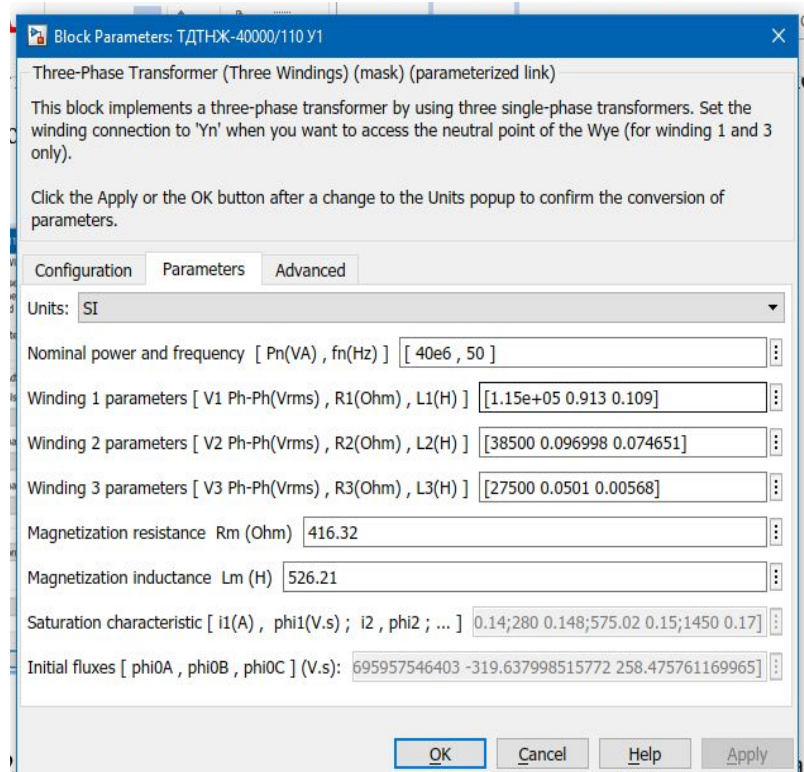 Block Parameters: ТДТНЖ-40000/110 У1
Three-Phase Transformer (Three Windings) (mask) (parameterized link)
This block implements a three-phase transformer by using three single-phase transformers. Set the
winding connection to 'Yn' when you want to access the neutral point of the Wye (for winding 1 and 3
only).
Click the Apply or the OK button after a change to the Units popup to confirm the conversion of
parameters.
Configuration Parameters Advanced
Units: SI
Nominal power and frequency [ Pn(VA) , fn(Hz) ] [ 40e6 , 50 ]
Winding 1 parameters [ V1 Ph-Ph(Vrms) , R1(Ohm) , L1(H) ] [1.15e+05 0.913 0.109]
Winding 2 parameters [ V2 Ph-Ph(Vrms) , R2(Ohm) , L2(H) ] [38500 0.096998 0.074651]
Winding 3 parameters [ V3 Ph-Ph(Vrms) , R3(Ohm) , L3(H) ] [27500 0.0501 0.00568]
Magnetization resistance Rm (Ohm) 416.32
Magnetization inductance Lm (H) 526.21
Saturation characteristic [ i1(A) , phi1(V.s) ; i2 , phi2 ; ... ] 0.14;280 0.148;575.02 0.15;1450 0.17]
Initial fluxes [ phi0A , phi0B , phi0C ] (V.s): 695957546403 -319.637998515772 258.475761169965]
OK Cancel Help Apply